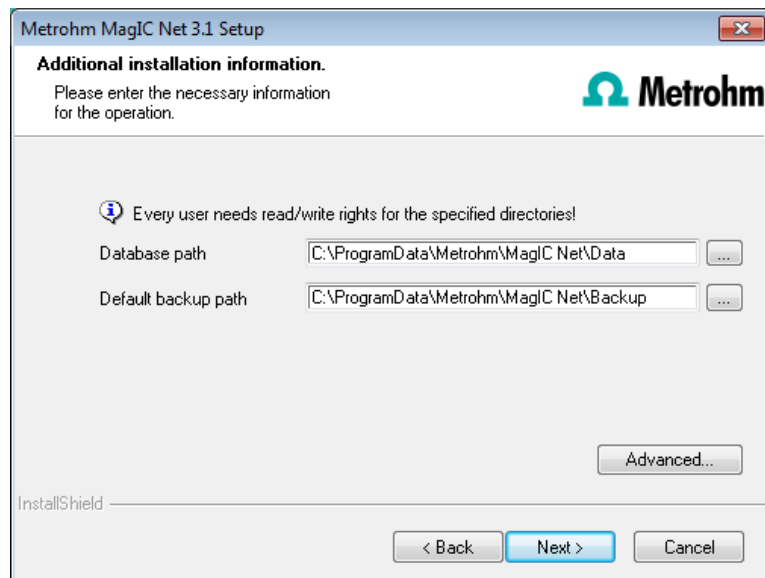 Metrohm MagIC Net 3.1 Setup
Additional installation information.
Please enter the necessary information
for the operation.
Metrohm
Every user needs read/write rights for the specified directories!
Database path C:\ProgramData\Metrohm\MagIC Net\Data ...
Default backup path C:\ProgramData\Metrohm\MagIC Net\Backup ...
Advanced...
InstallShield
< Back Next > Cancel